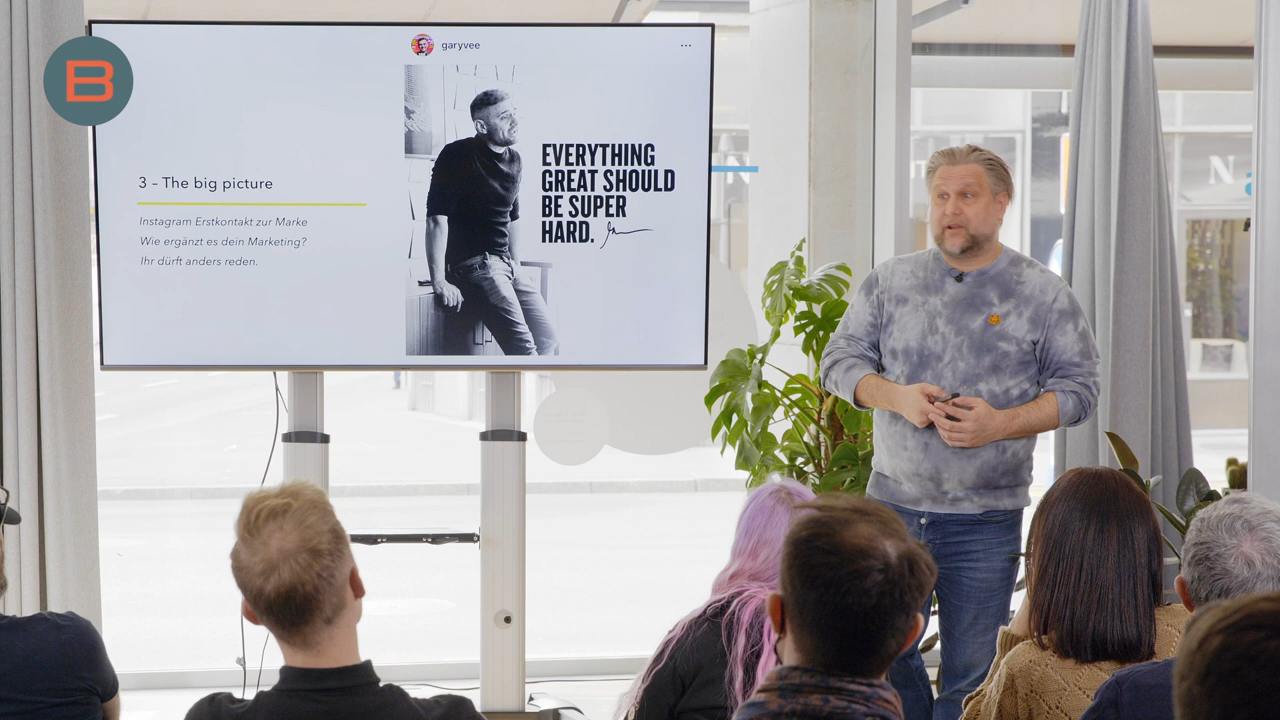 B
garyvee
EVERYTHING
GREAT SHOULD
BE SUPER
HARD.
3 – The big picture
Instagram Erstkontakt zur Marke
Wie ergänzt es dein Marketing?
Ihr dürft anders reden.
N
N